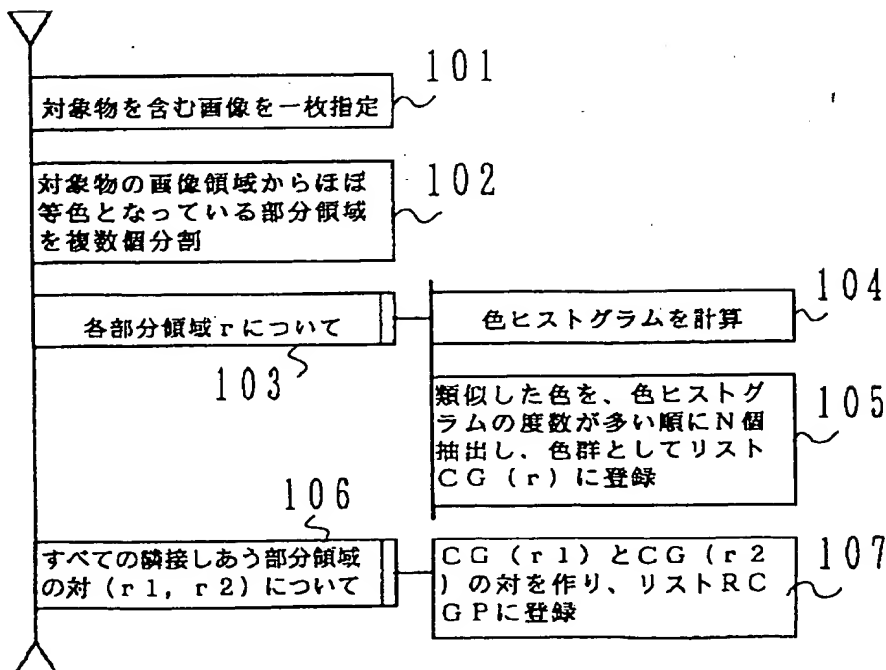 101
対象物を含む画像を一枚指定
102
対象物の画像領域からほぼ
等色となっている部分領域
を複数個分割
104
各部分領域rについて
色ヒストグラムを計算
103
105
類似した色を、色ヒストグ
ラムの度数が多い順にN個
抽出し、色群としてリスト
CG(r)に登録
106
すべての隣接しあう部分領域
の対(r1,r2)について
107
CG(r1)とCG(r2
)の対を作り、リストRC
GPに登録